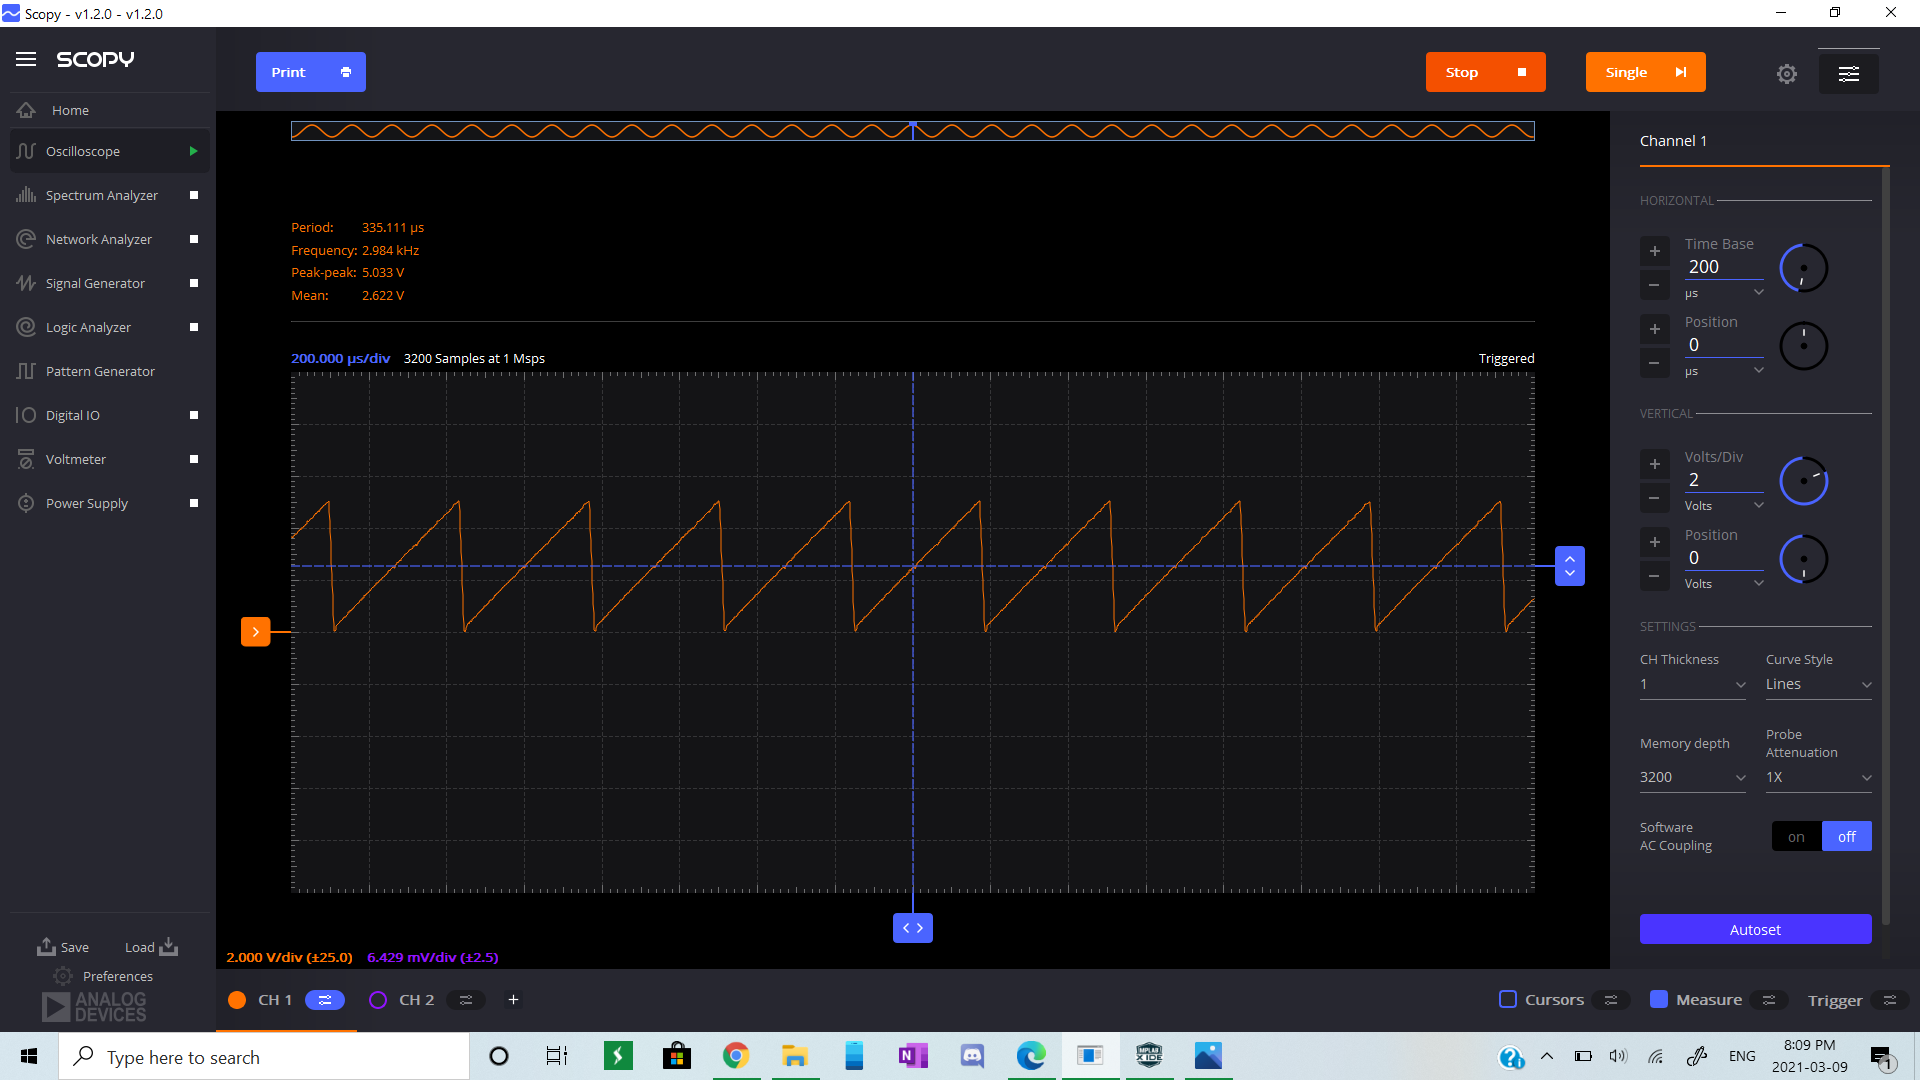 Scopy - v1.2.0 - v1.2.0
SCOPY
Print
Stop
Single
Home
Oscilloscope
Spectrum Analyzer
Network Analyzer
Signal Generator
Logic Analyzer
Pattern Generator
Digital IO
Voltmeter
Power Supply
Save
Load
Preferences
ANALOG
DEVICES
Period: 335.111 µs
Frequency: 2.984 kHz
Peak-peak: 5.033 V
Mean: 2.622 V
200.000 µs/div 3200 Samples at 1 Msps
Triggered
2.000 V/div (±25.0) 6.429 mV/div (±2.5)
CH 1
CH 2
+
Cursors
Measure
Trigger
Channel 1
HORIZONTAL
Time Base
200
µs
Position
0
µs
VERTICAL
Volts/Div
2
Volts
Position
0
Volts
SETTINGS
CH Thickness
1
Curve Style
Lines
Memory depth
3200
Probe
Attenuation
1X
Software
AC Coupling
on
off
Autoset
Type here to search
MPLAB
X IDE
ENG
8:09 PM
2021-03-09
1